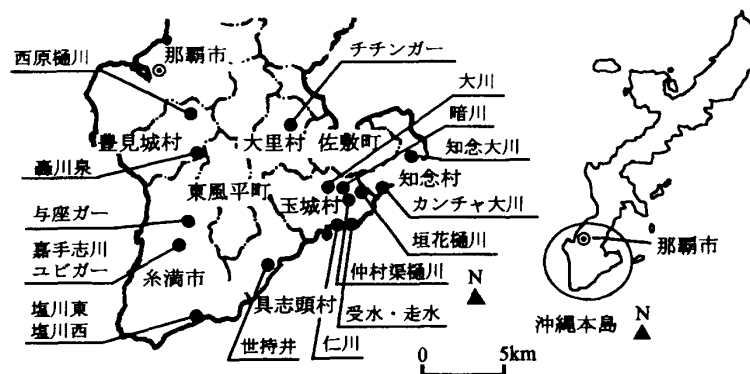 那覇市
西原樋川
チチンガー
大川
暗川
豊見城村
大里村
佐敷町
知念大川
轟川泉
東風平町
玉城村
知念村
カンチャ大川
与座ガー
垣花樋川
嘉手志川
ユビガー
糸満市
仲村渠樋川
具志頭村
受水・走水
塩川東
塩川西
世持井
仁川
N
0 5km
那覇市
沖縄本島
N